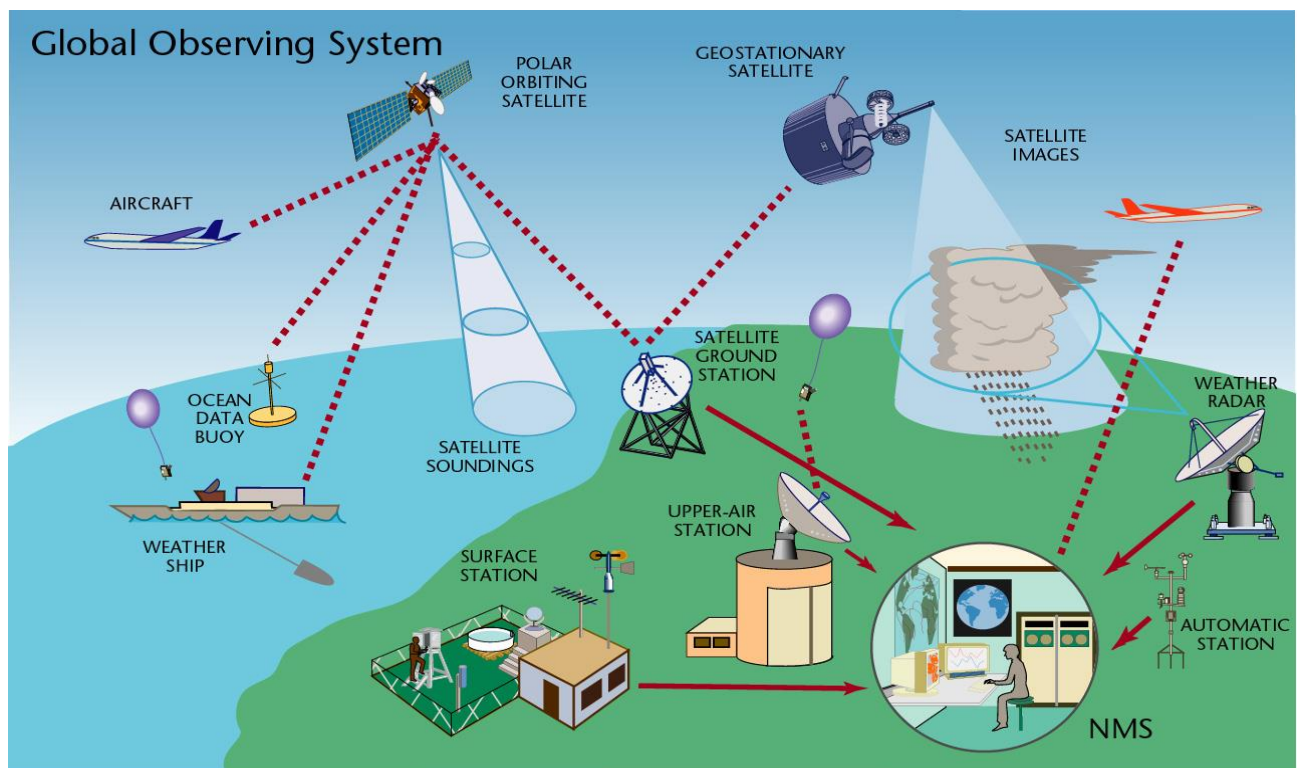 Global Observing System
POLAR
ORBITING
SATELLITE
GEOSTATIONARY
SATELLITE
SATELLITE
IMAGES
AIRCRAFT
SATELLITE
GROUND
STATION
WEATHER
RADAR
OCEAN
DATA
BUOY
SATELLITE
SOUNDINGS
UPPER-AIR
STATION
WEATHER
SHIP
SURFACE
STATION
AUTOMATIC
STATION
NMS